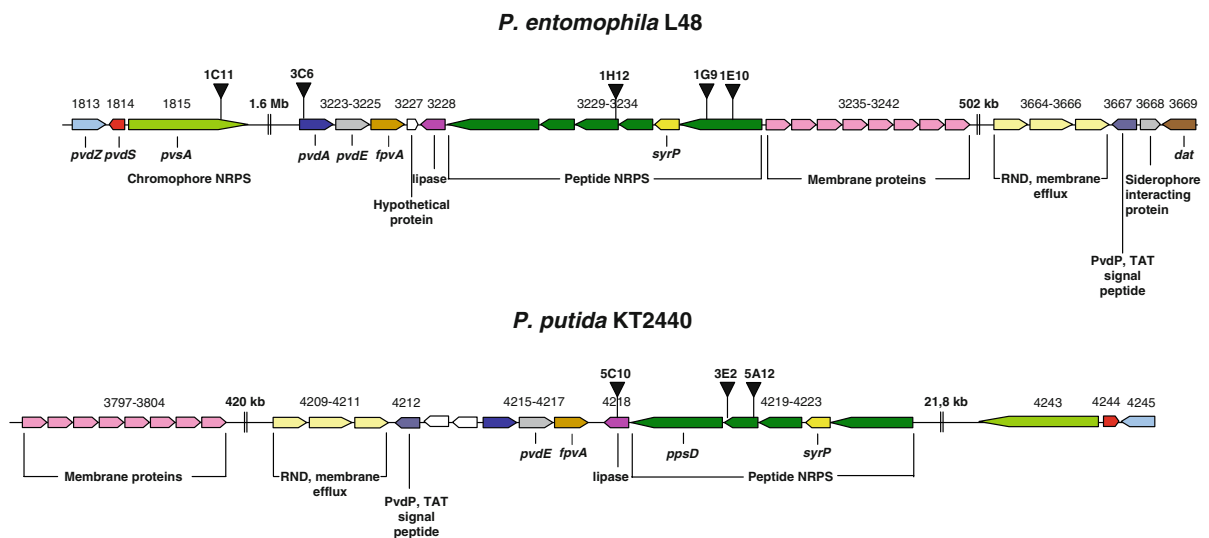 P. entomophila L48
1C11 3C6 1H12 1G9 1E10
1813 1814 1815 1.6 Mb 3223-3225 3227 3228 3229-3234 3235-3242 502 kb 3664-3666 3667 3668 3669
pvdZ pvdS pvsA pvdA pvdE fpvA syrP dat
Chromophore NRPS lipase Peptide NRPS Membrane proteins RND, membrane Siderophore
Hypothetical efflux interacting
protein protein
PvdP, TAT
signal
peptide
P. putida KT2440
5C10 3E2 5A12
3797-3804 420 kb 4209-4211 4212 4215-4217 4218 4219-4223 21,8 kb 4243 4244 4245
pvdE fpvA ppsD syrP
Membrane proteins RND, membrane lipase Peptide NRPS
efflux
PvdP, TAT
signal
peptide